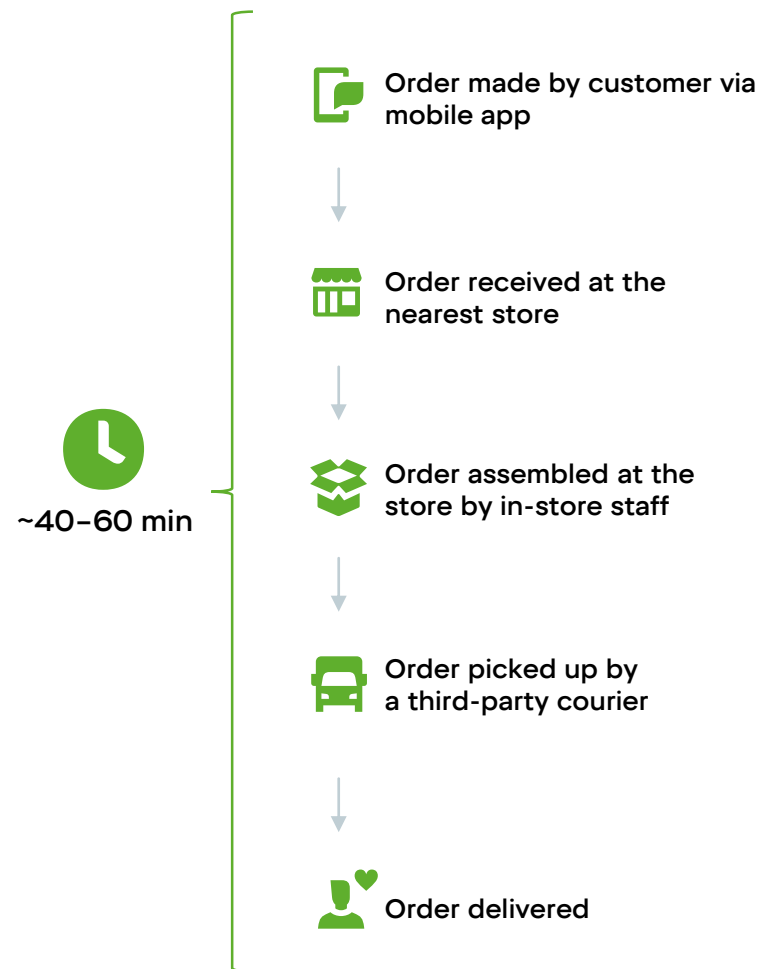 Order made by customer via
mobile app
Order received at the
nearest store
~40–60 min
Order assembled at the
store by in-store staff
Order picked up by
a third-party courier
Order delivered